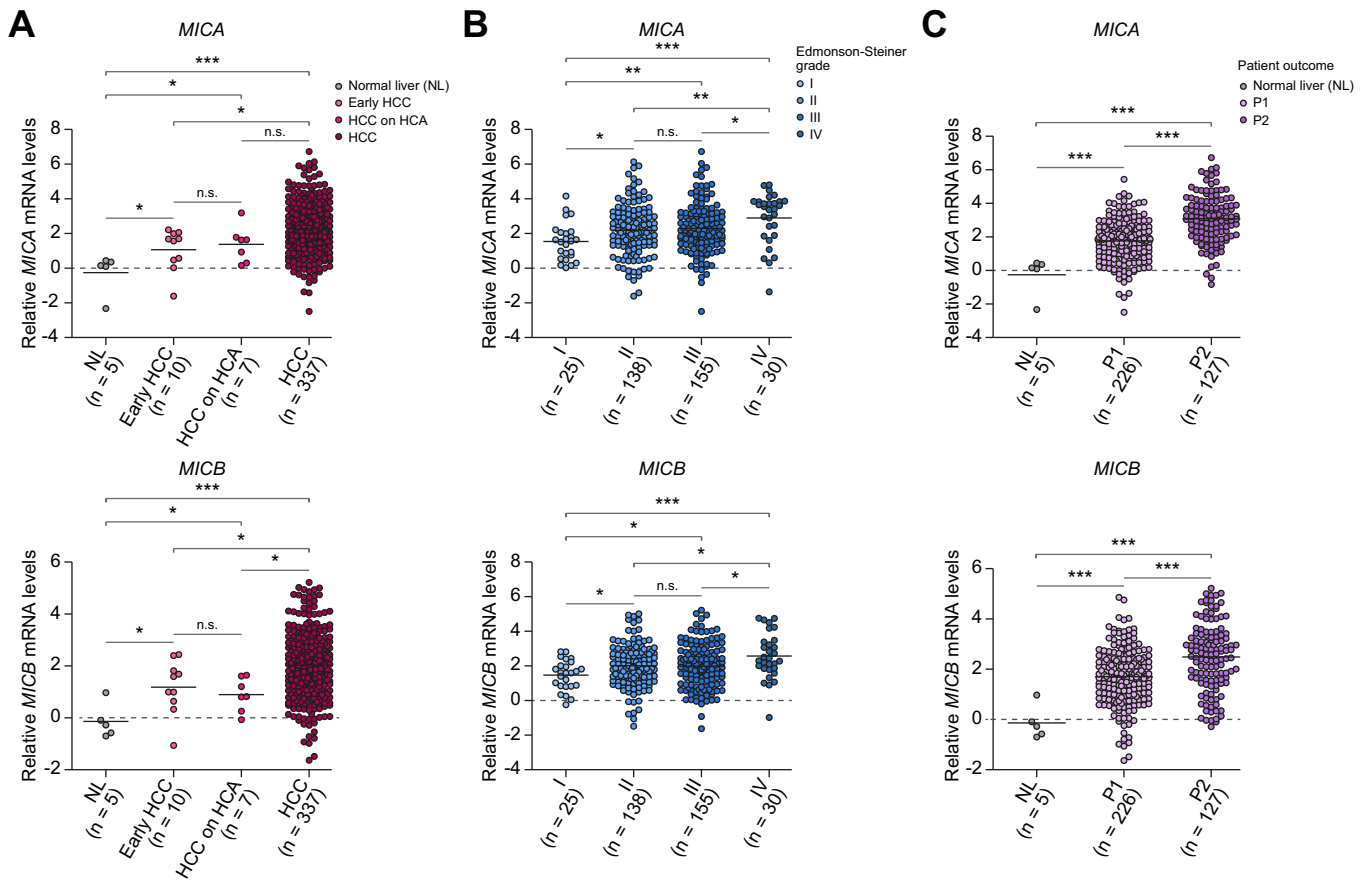 A
MICA
***
*
*
n.s.
n.s.
*
Normal liver (NL)
Early HCC
HCC on HCA
HCC
Relative MICA mRNA levels
8
6
4
2
0
-2
-4
NL
(n = 5)
Early HCC
(n = 10)
HCC on HCA
(n = 7)
HCC
(n = 337)
MICB
***
*
*
*
n.s.
*
Relative MICB mRNA levels
6
4
2
0
-2
NL
(n = 5)
Early HCC
(n = 10)
HCC on HCA
(n = 7)
HCC
(n = 337)
B
MICA
***
**
**
*
n.s.
*
Edmonson-Steiner
grade
I
II
III
IV
Relative MICA mRNA levels
8
6
4
2
0
-2
-4
I
(n = 25)
II
(n = 138)
III
(n = 155)
IV
(n = 30)
MICB
***
*
*
*
n.s.
*
Relative MICB mRNA levels
8
6
4
2
0
-2
-4
I
(n = 25)
II
(n = 138)
III
(n = 155)
IV
(n = 30)
C
MICA
***
***
***
Patient outcome
Normal liver (NL)
P1
P2
Relative MICA mRNA levels
8
6
4
2
0
-2
-4
NL
(n = 5)
P1
(n = 226)
P2
(n = 127)
MICB
***
***
***
Relative MICB mRNA levels
6
4
2
0
-2
NL
(n = 5)
P1
(n = 226)
P2
(n = 127)